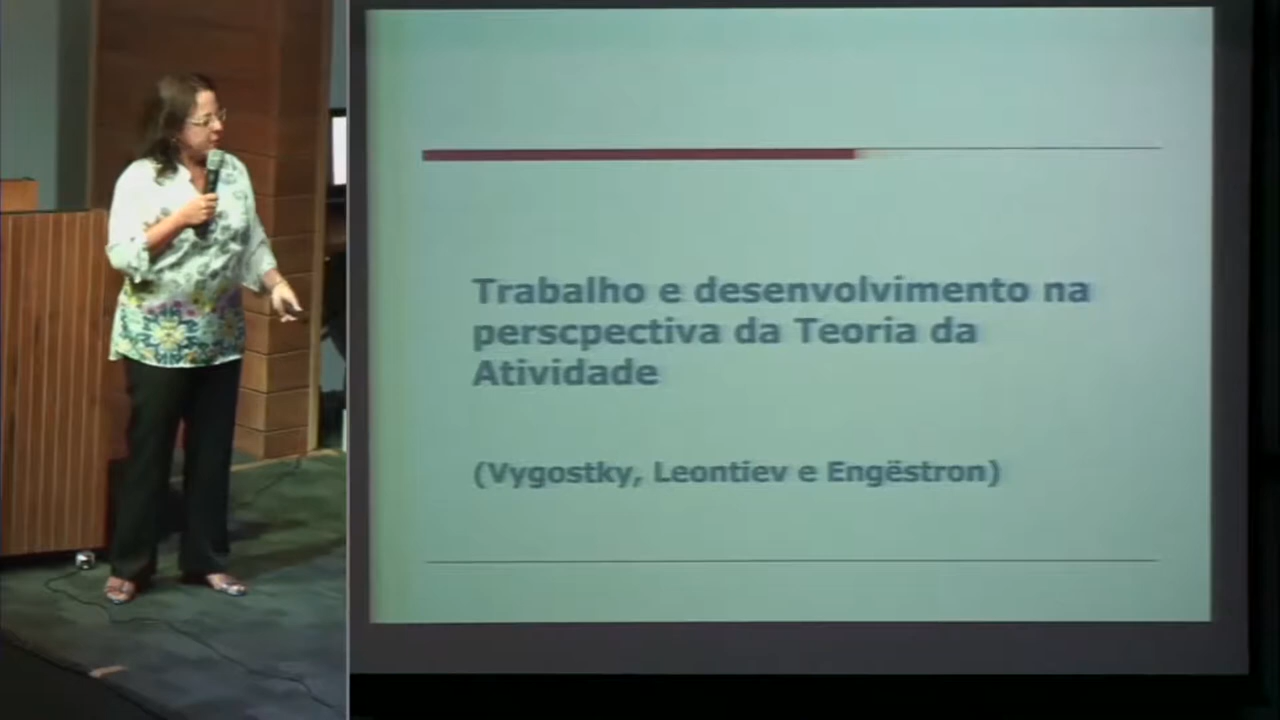 Trabalho e desenvolvimento na
perscpectiva da Teoria da
Atividade
(Vygostky, Leontiev e Engëstron)